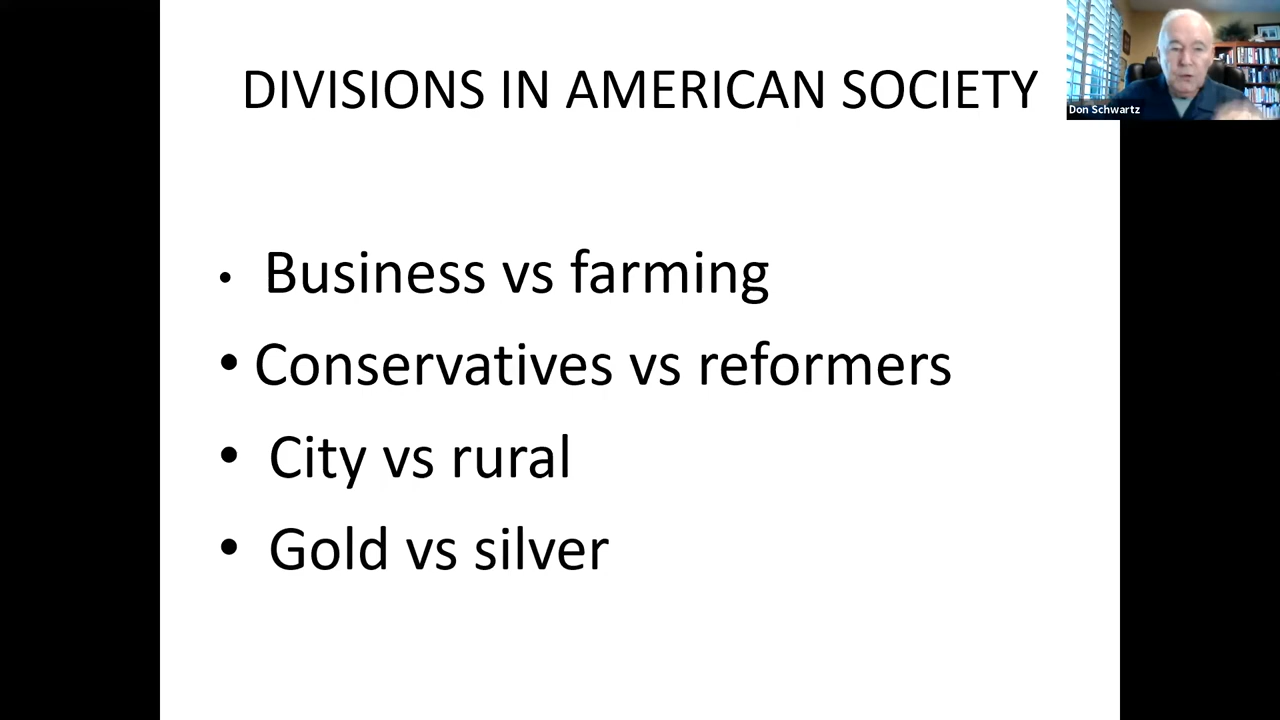 DIVISIONS IN AMERICAN SOCIETY
Don Schwartz
• Business vs farming
• Conservatives vs reformers
• City vs rural
• Gold vs silver